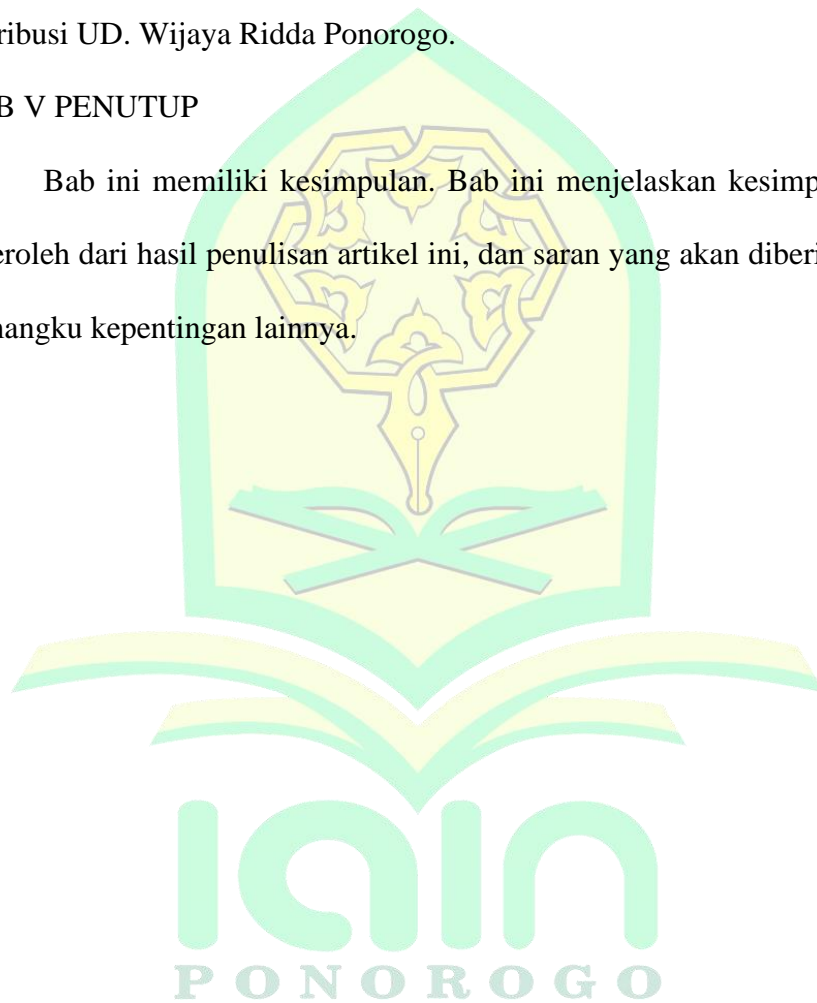 ribusi UD. Wijaya Ridda Ponorogo.
B V PENUTUP
Bab ini memiliki kesimpulan. Bab ini menjelaskan kesimp
eroleh dari hasil penulisan artikel ini, dan saran yang akan diberi
nangku kepentingan lainnya.
iain
PONOROGO